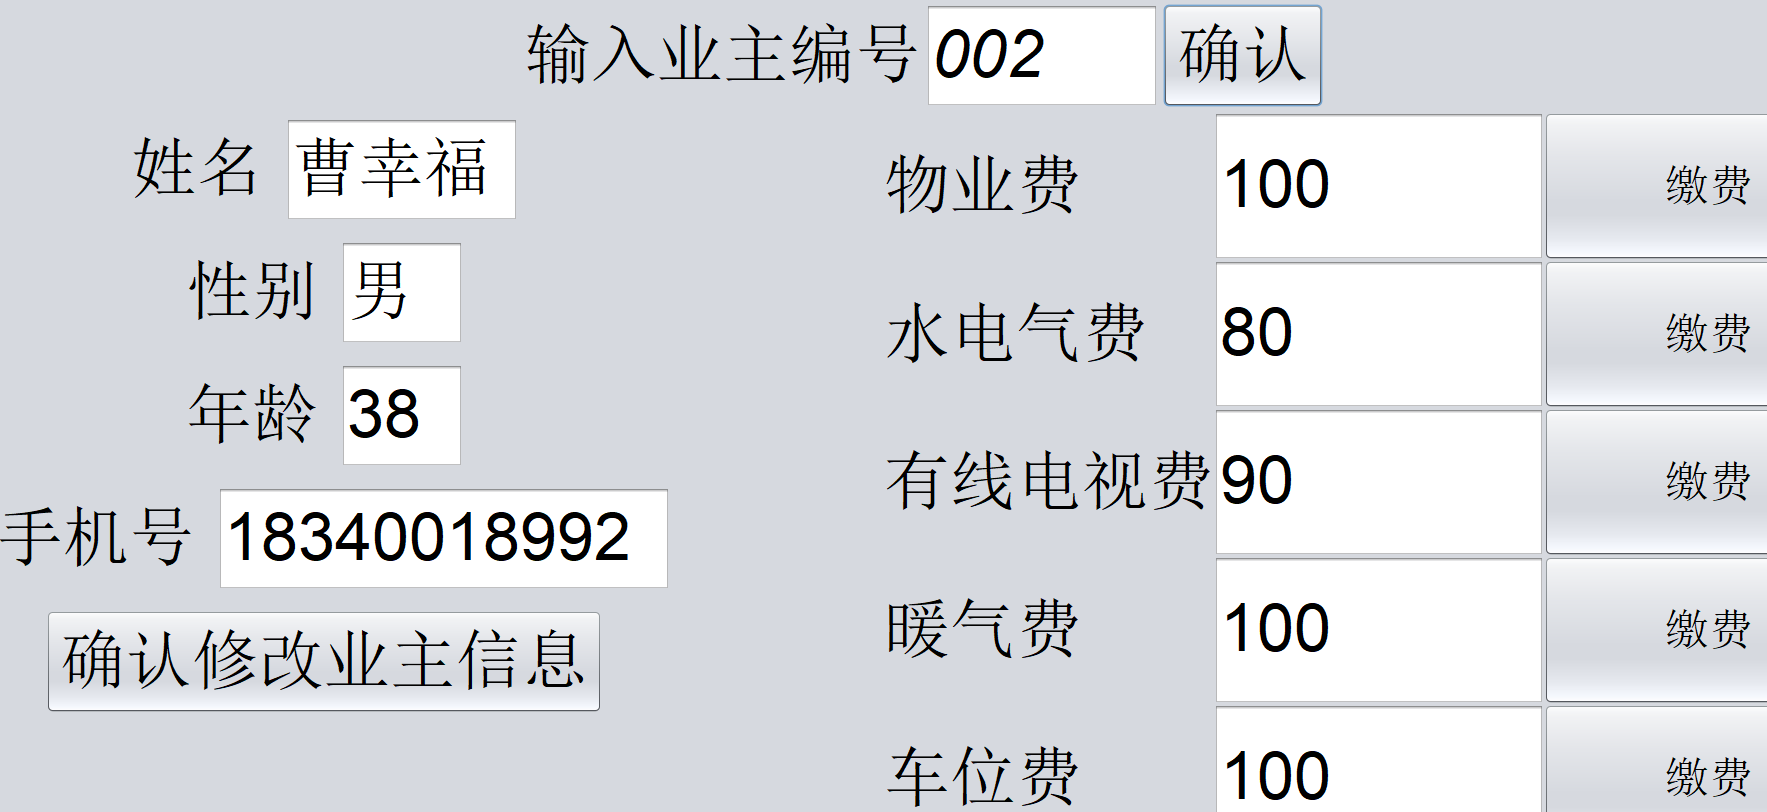 输入业主编号 002 确认
姓名 曹幸福
性别 男
年龄 38
手机号 18340018992
确认修改业主信息
物业费 100 缴费
水电气费 80 缴费
有线电视费 90 缴费
暖气费 100 缴费
车位费 100 缴费